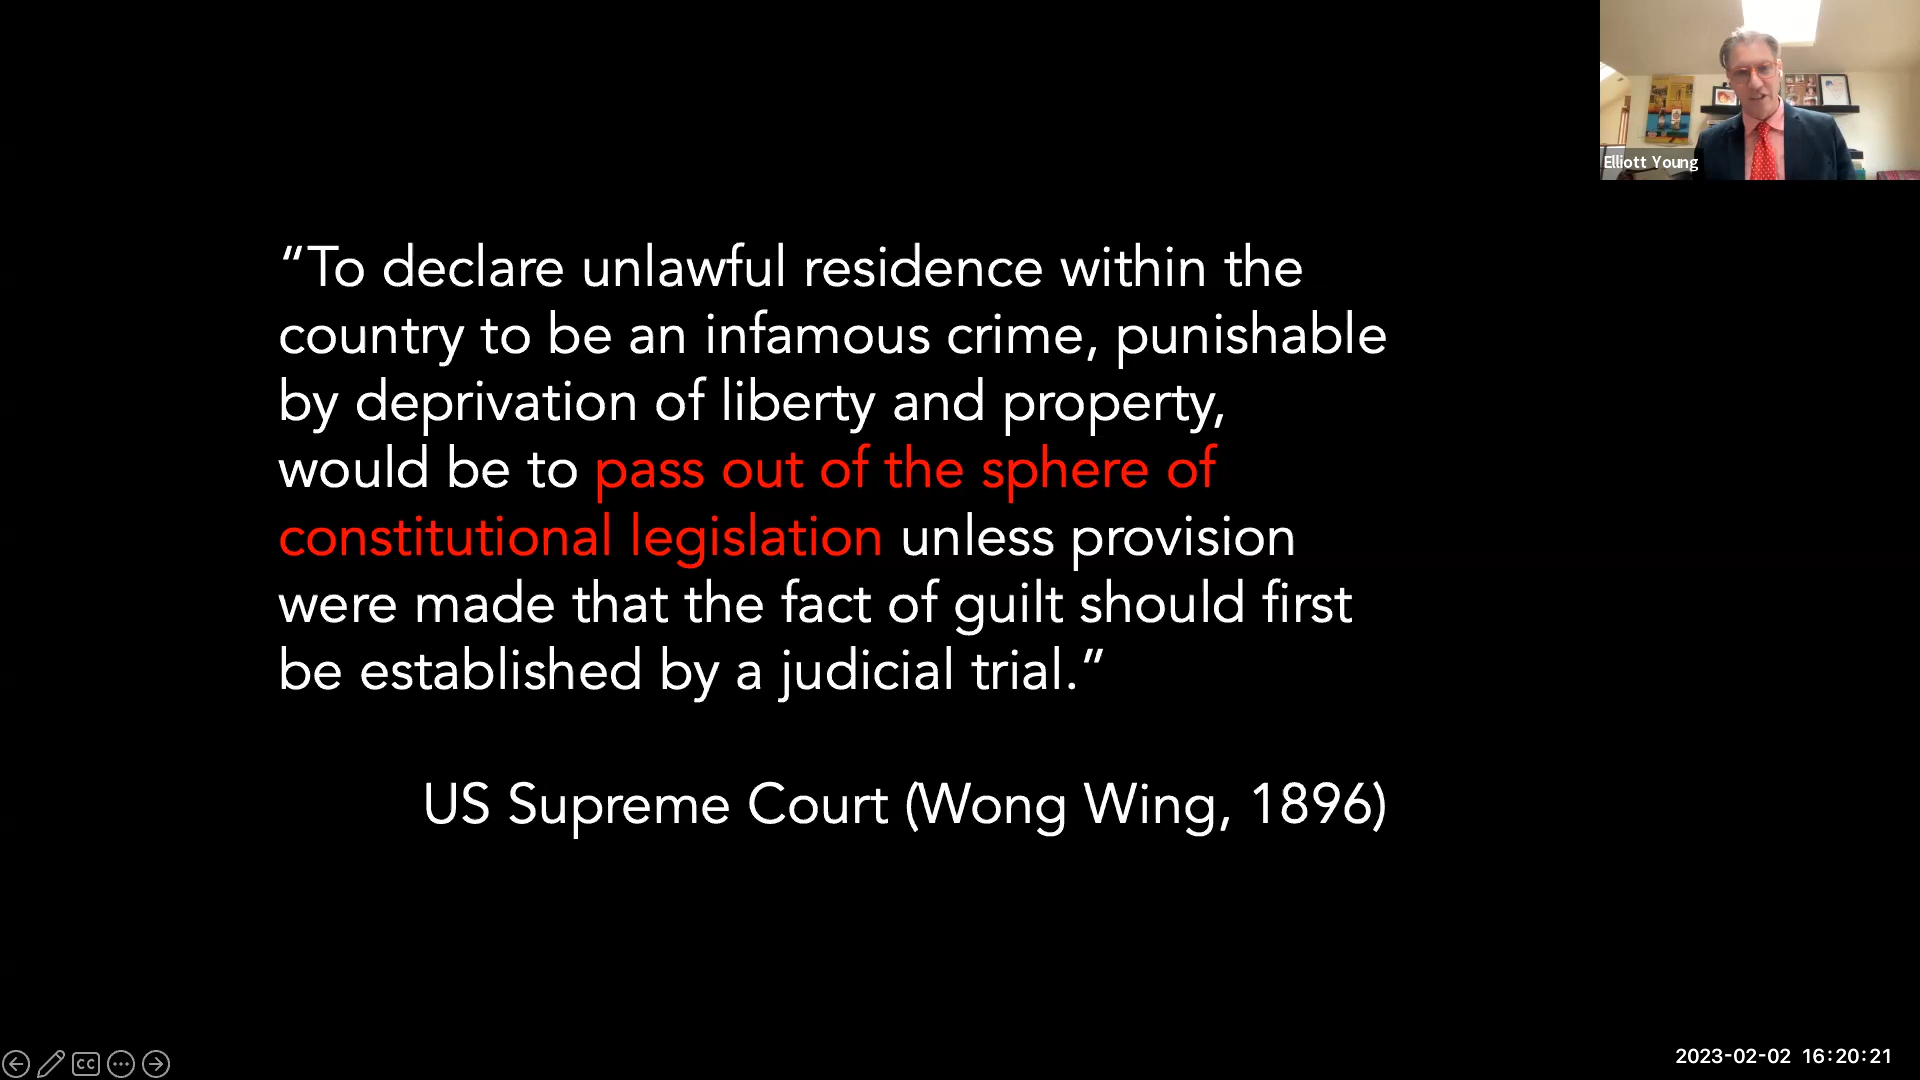 Elliott Young
“To declare unlawful residence within the
country to be an infamous crime, punishable
by deprivation of liberty and property,
would be to pass out of the sphere of
constitutional legislation unless provision
were made that the fact of guilt should first
be established by a judicial trial.”
US Supreme Court (Wong Wing, 1896)
CC
2023-02-02 16:20:21